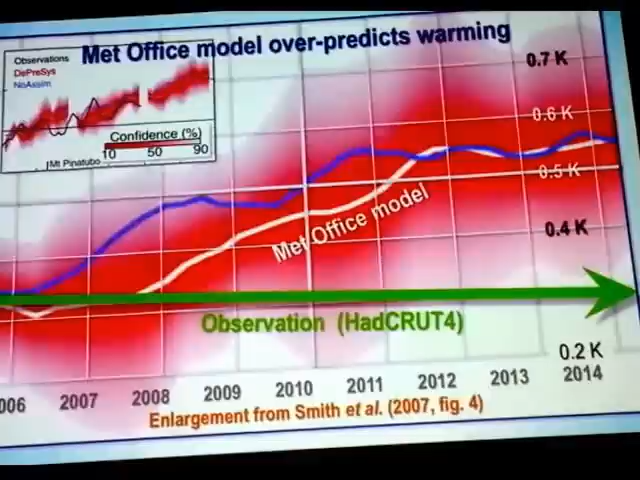 Met Office model over-predicts warming
Observations
DePreSys
NoAssim
Confidence (%)
10 50 90
Mt Pinatubo
0.7 K
0.6 K
0.5 K
0.4 K
Met Office model
Observation (HadCRUT4)
0.2 K
006 2007 2008 2009 2010 2011 2012 2013 2014
Enlargement from Smith et al. (2007, fig. 4)